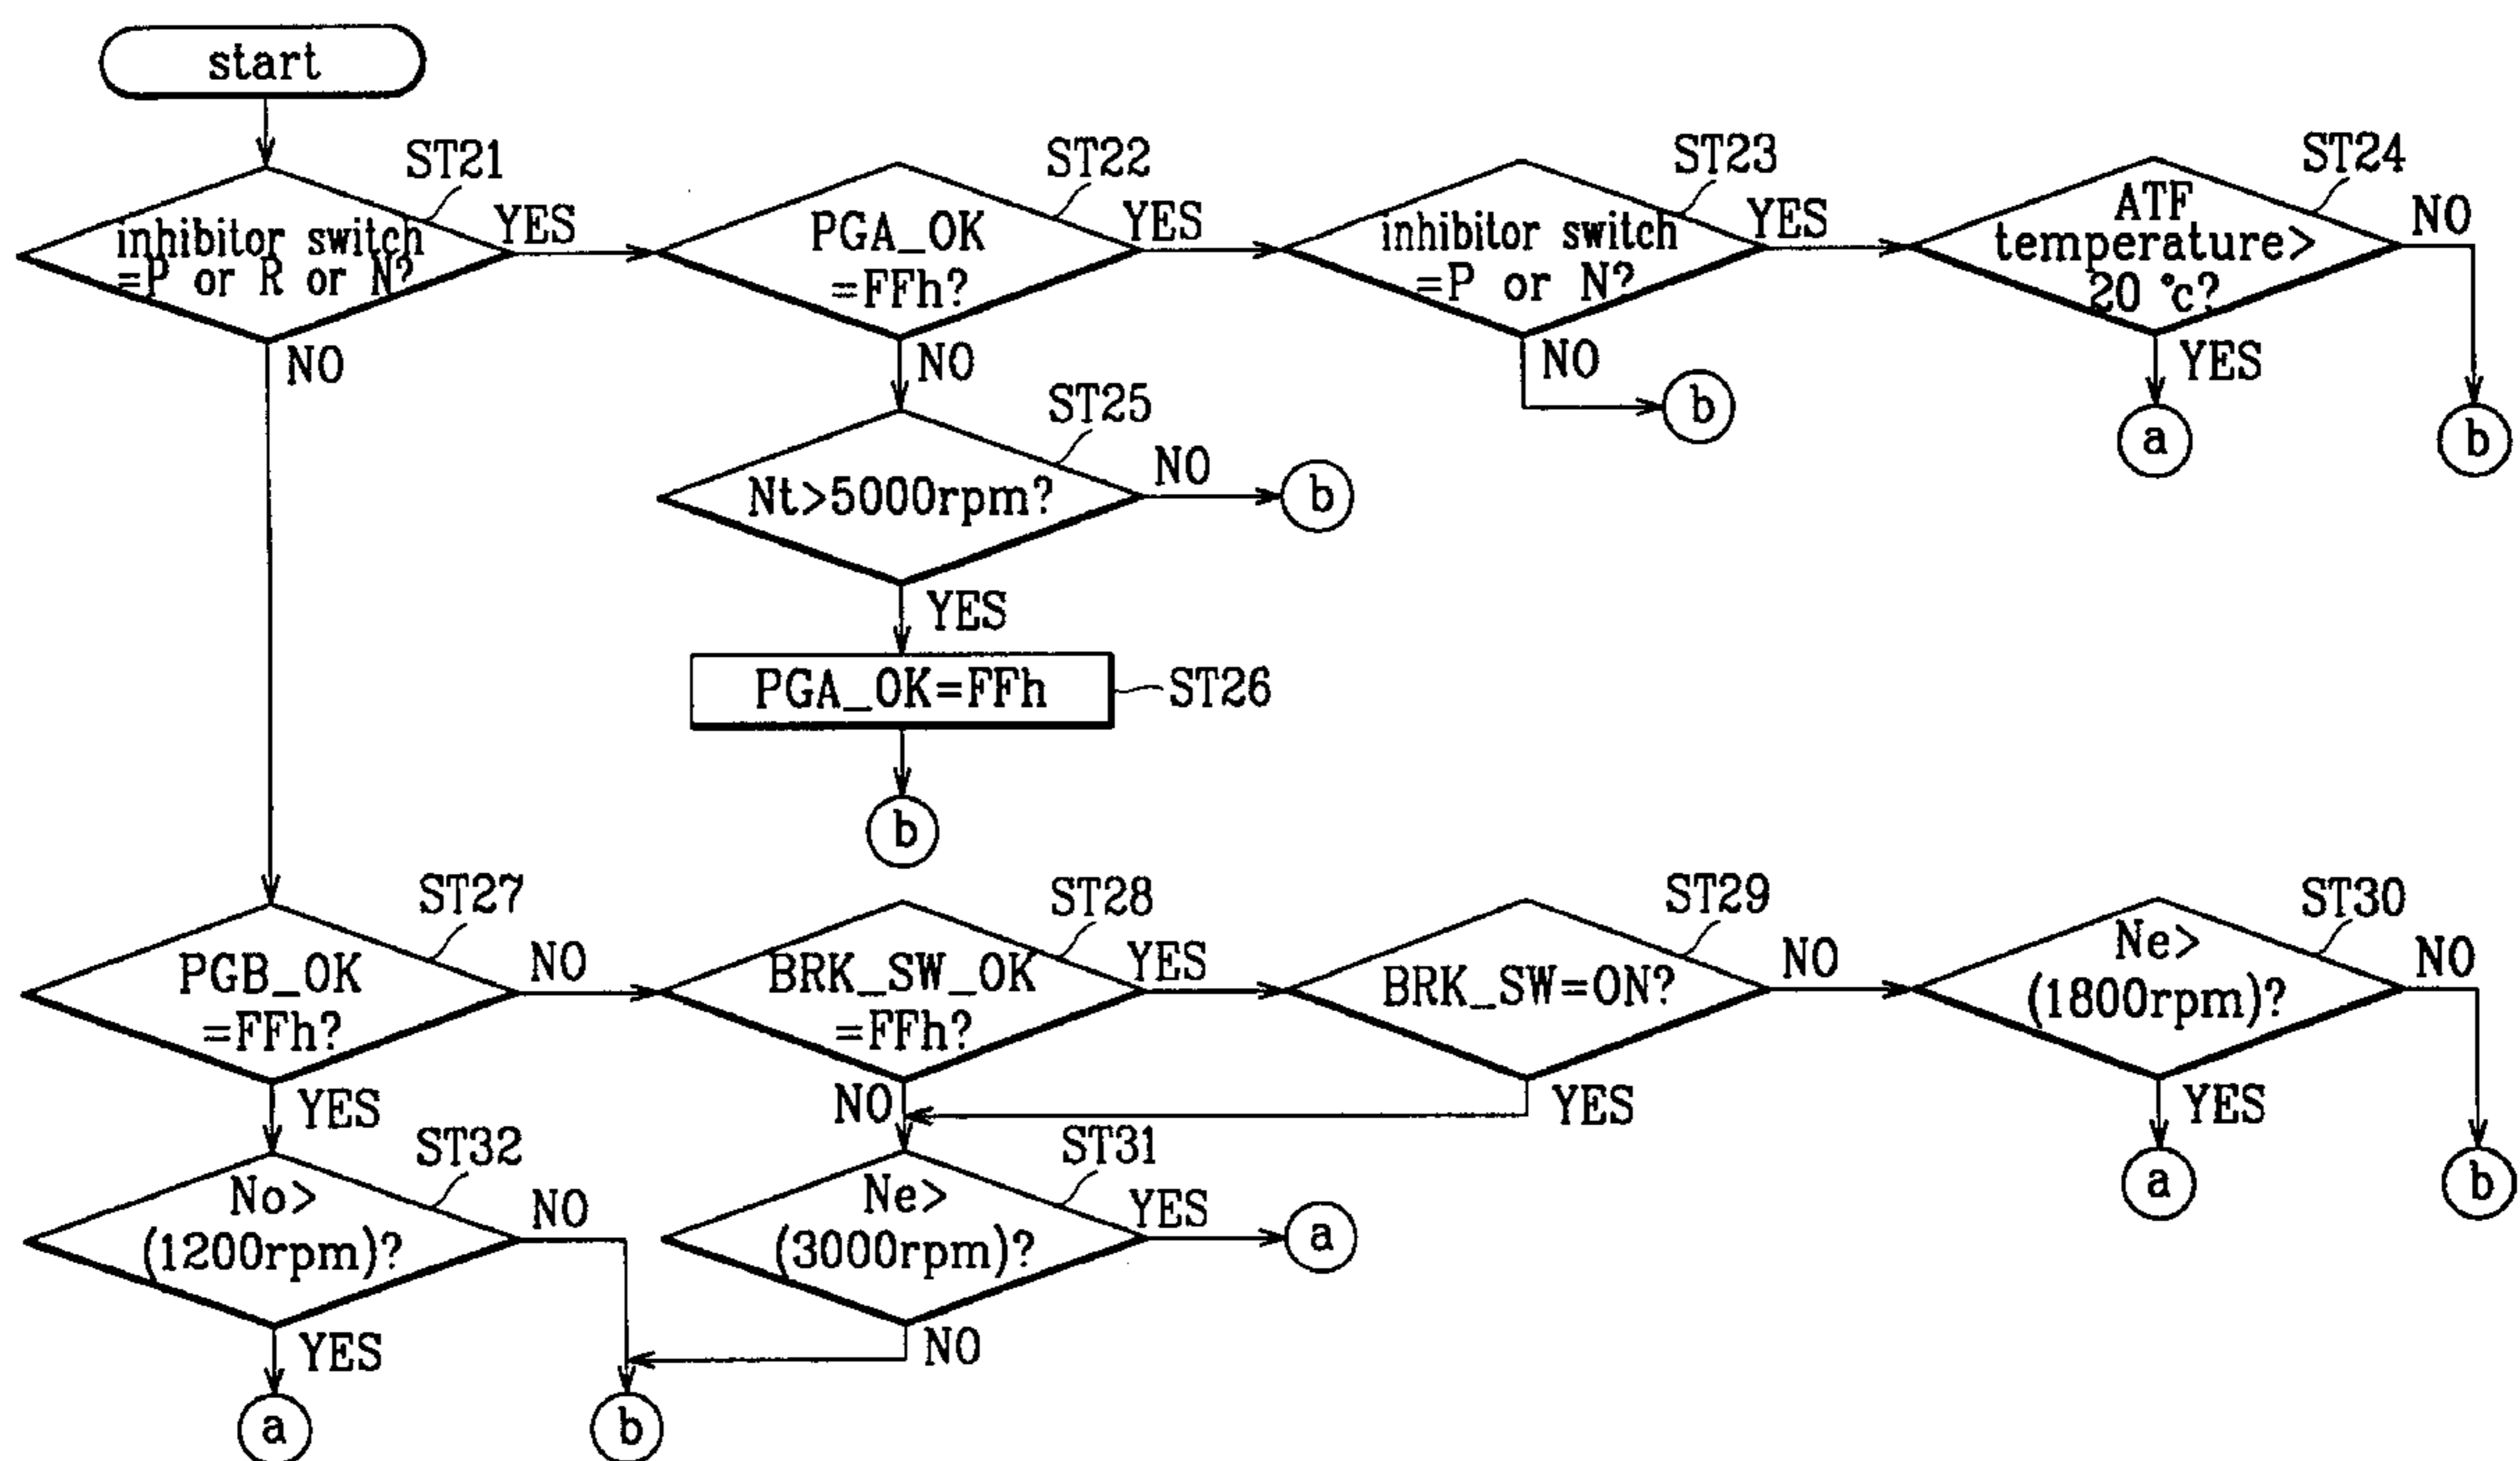 start
ST21
inhibitor switch
=P or R or N?
YES
NO
ST22
PGA_OK
=FFh?
YES
NO
ST23
inhibitor switch
=P or N?
YES
NO
b
ST24
ATF
temperature>
20 °c?
NO
YES
a
b
ST25
Nt>5000rpm?
NO
b
YES
PGA_OK=FFh
ST26
b
ST27
PGB_OK
=FFh?
NO
YES
ST28
BRK_SW_OK
=FFh?
YES
NO
ST29
BRK_SW=ON?
NO
YES
ST30
Ne>
(1800rpm)?
NO
YES
a
b
ST32
No>
(1200rpm)?
NO
YES
a
b
ST31
Ne>
(3000rpm)?
YES
a
NO